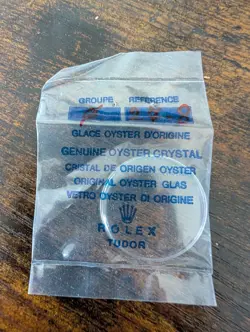 GROUPE REFERENCE
GLACE OYSTER D'ORIGINE
GENUINE OYSTER CRYSTAL
CRISTAL DE ORIGEN OYSTER
ORIGINAL OYSTER GLAS
VETRO OYSTER DI ORIGINE
ROLEX
TUDOR